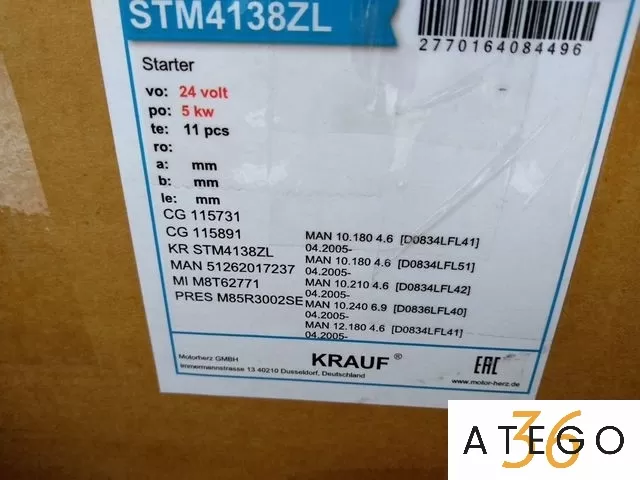 STM4138ZL
2770164084496
Starter
vo: 24 volt
po: 5 kw
te: 11 pcs
ro:
a: mm
b: mm
le: mm
CG 115731
CG 115891
KR STM4138ZL
MAN 51262017237
MI M8T62771
PRES M85R3002SE
MAN 10.180 4.6 [D0834LFL41]
04.2005-
MAN 10.180 4.6 [D0834LFL51]
04.2005-
MAN 10.210 4.6 [D0834LFL42]
04.2005-
MAN 10.240 6.9 [D0836LFL40]
04.2005-
MAN 12.180 4.6 [D0834LFL41]
04.2005-
Motorherz GMBH
Immermannstrasse 13 40210 Dusseldorf, Deutschland
KRAUF ®
EAC
www.motor-herz.de
ATEGO
36